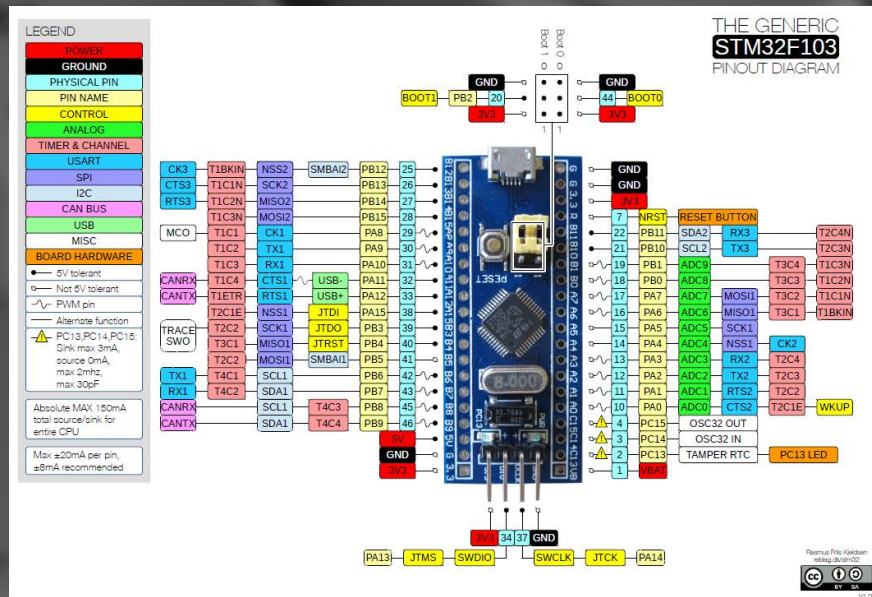 LEGEND
POWER
GROUND
PHYSICAL PIN
PIN NAME
CONTROL
ANALOG
TIMER & CHANNEL
USART
SPI
I2C
CAN BUS
USB
MISC
BOARD HARDWARE
5V tolerant
Not 5V tolerant
PWM pin
Alternate function
PC13,PC14,PC15:
Sink max 3mA,
source 0mA,
max 2mhz,
max 30pF
Absolute MAX 150mA
total source/sink for
entire CPU
Max ±20mA per pin,
±8mA recommended
THE GENERIC
STM32F103
PINOUT DIAGRAM
Boot 1 0
Boot 0 0
GND GND
BOOT1 PB2 20 44 BOOT0
3V3 3V3
1 1
CK3 T1BKIN NSS2 SMBAI2 PB12 25
CTS3 T1C1N SCK2 PB13 26
RTS3 T1C2N MISO2 PB14 27
T1C3N MOSI2 PB15 28
MCO T1C1 CK1 PA8 29
T1C2 TX1 PA9 30
T1C3 RX1 PA10 31
CANRX T1C4 CTS1 USB- PA11 32
CANTX T1ETR RTS1 USB+ PA12 33
T2C1E NSS1 JTDI PA15 38
TRACE SWO T2C2 SCK1 JTDO PB3 39
T3C1 MISO1 JTRST PB4 40
T2C2 MOSI1 SMBAI1 PB5 41
TX1 T4C1 SCL1 PB6 42
RX1 T4C2 SDA1 PB7 43
CANRX SCL1 T4C3 PB8 45
CANTX SDA1 T4C4 PB9 46
5V
GND
3V3
RESET
8.000
PC13
PWR
GND
GND
3V3
7 NRST RESET BUTTON
22 PB11 SDA2 RX3 T2C4N
21 PB10 SCL2 TX3 T2C3N
19 PB1 ADC9 T3C4 T1C3N
18 PB0 ADC8 T3C3 T1C2N
17 PA7 ADC7 MOSI1 T3C2 T1C1N
16 PA6 ADC6 MISO1 T3C1 T1BKIN
15 PA5 ADC5 SCK1
14 PA4 ADC4 NSS1 CK2
13 PA3 ADC3 RX2 T2C4
12 PA2 ADC2 TX2 T2C3
11 PA1 ADC1 RTS2 T2C2
10 PA0 ADC0 CTS2 T2C1E WKUP
4 PC15 OSC32 OUT
3 PC14 OSC32 IN
2 PC13 TAMPER RTC PC13 LED
1 VBAT
3V3 34 37 GND
PA13 JTMS SWDIO SWCLK JTCK PA14
Rasmus Friis Kjeldsen
reblag.dk/stm32
CC BY SA